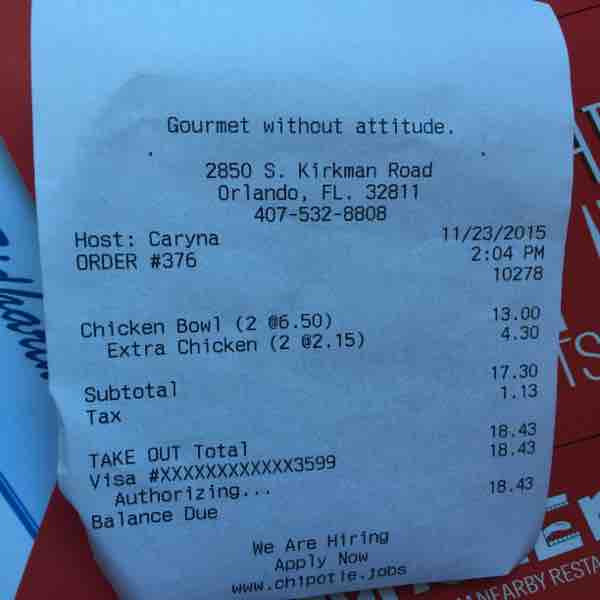 Gourmet without attitude.
2850 S. Kirkman Road
Orlando, FL. 32811
407-532-8808
Host: Caryna 11/23/2015
ORDER #376 2:04 PM
10278
Chicken Bowl (2 @6.50) 13.00
Extra Chicken (2 @2.15) 4.30
Subtotal 17.30
Tax 1.13
TAKE OUT Total 18.43
Visa #XXXXXXXXXXXX3599 18.43
Authorizing...
Balance Due 18.43
We Are Hiring
Apply Now
www.chipotle.jobs
NEARBY RESTA